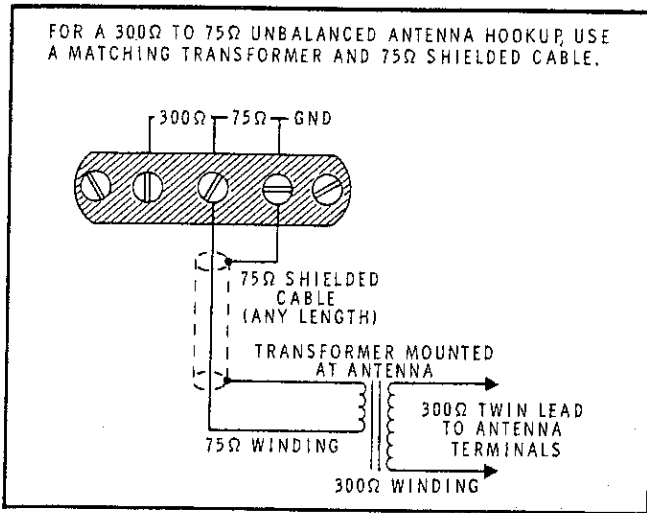 FOR A 300Ω TO 75Ω UNBALANCED ANTENNA HOOKUP, USE
A MATCHING TRANSFORMER AND 75Ω SHIELDED CABLE.
300Ω 75Ω GND
75Ω SHIELDED
CABLE
(ANY LENGTH)
TRANSFORMER MOUNTED
AT ANTENNA
300Ω TWIN LEAD
TO ANTENNA
TERMINALS
75Ω WINDING
300Ω WINDING